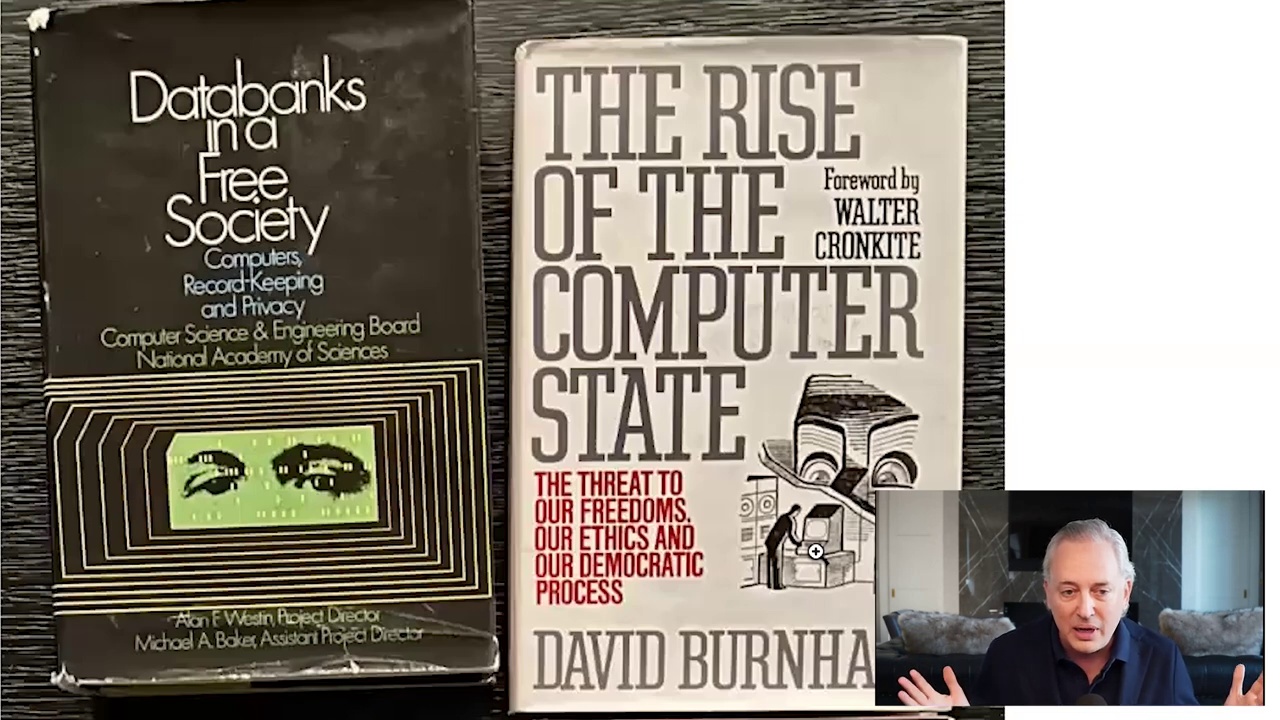 Databanks
in a
Free
Society
Computers,
Record-Keeping
and Privacy
Computer Science & Engineering Board
National Academy of Sciences
Alan F. Westin, Project Director
Michael A. Baker, Assistant Project Director
THE RISE
OF THE
COMPUTER
STATE
Foreword by
WALTER
CRONKITE
THE THREAT TO
OUR FREEDOMS,
OUR ETHICS AND
OUR DEMOCRATIC
PROCESS
DAVID BURNHA